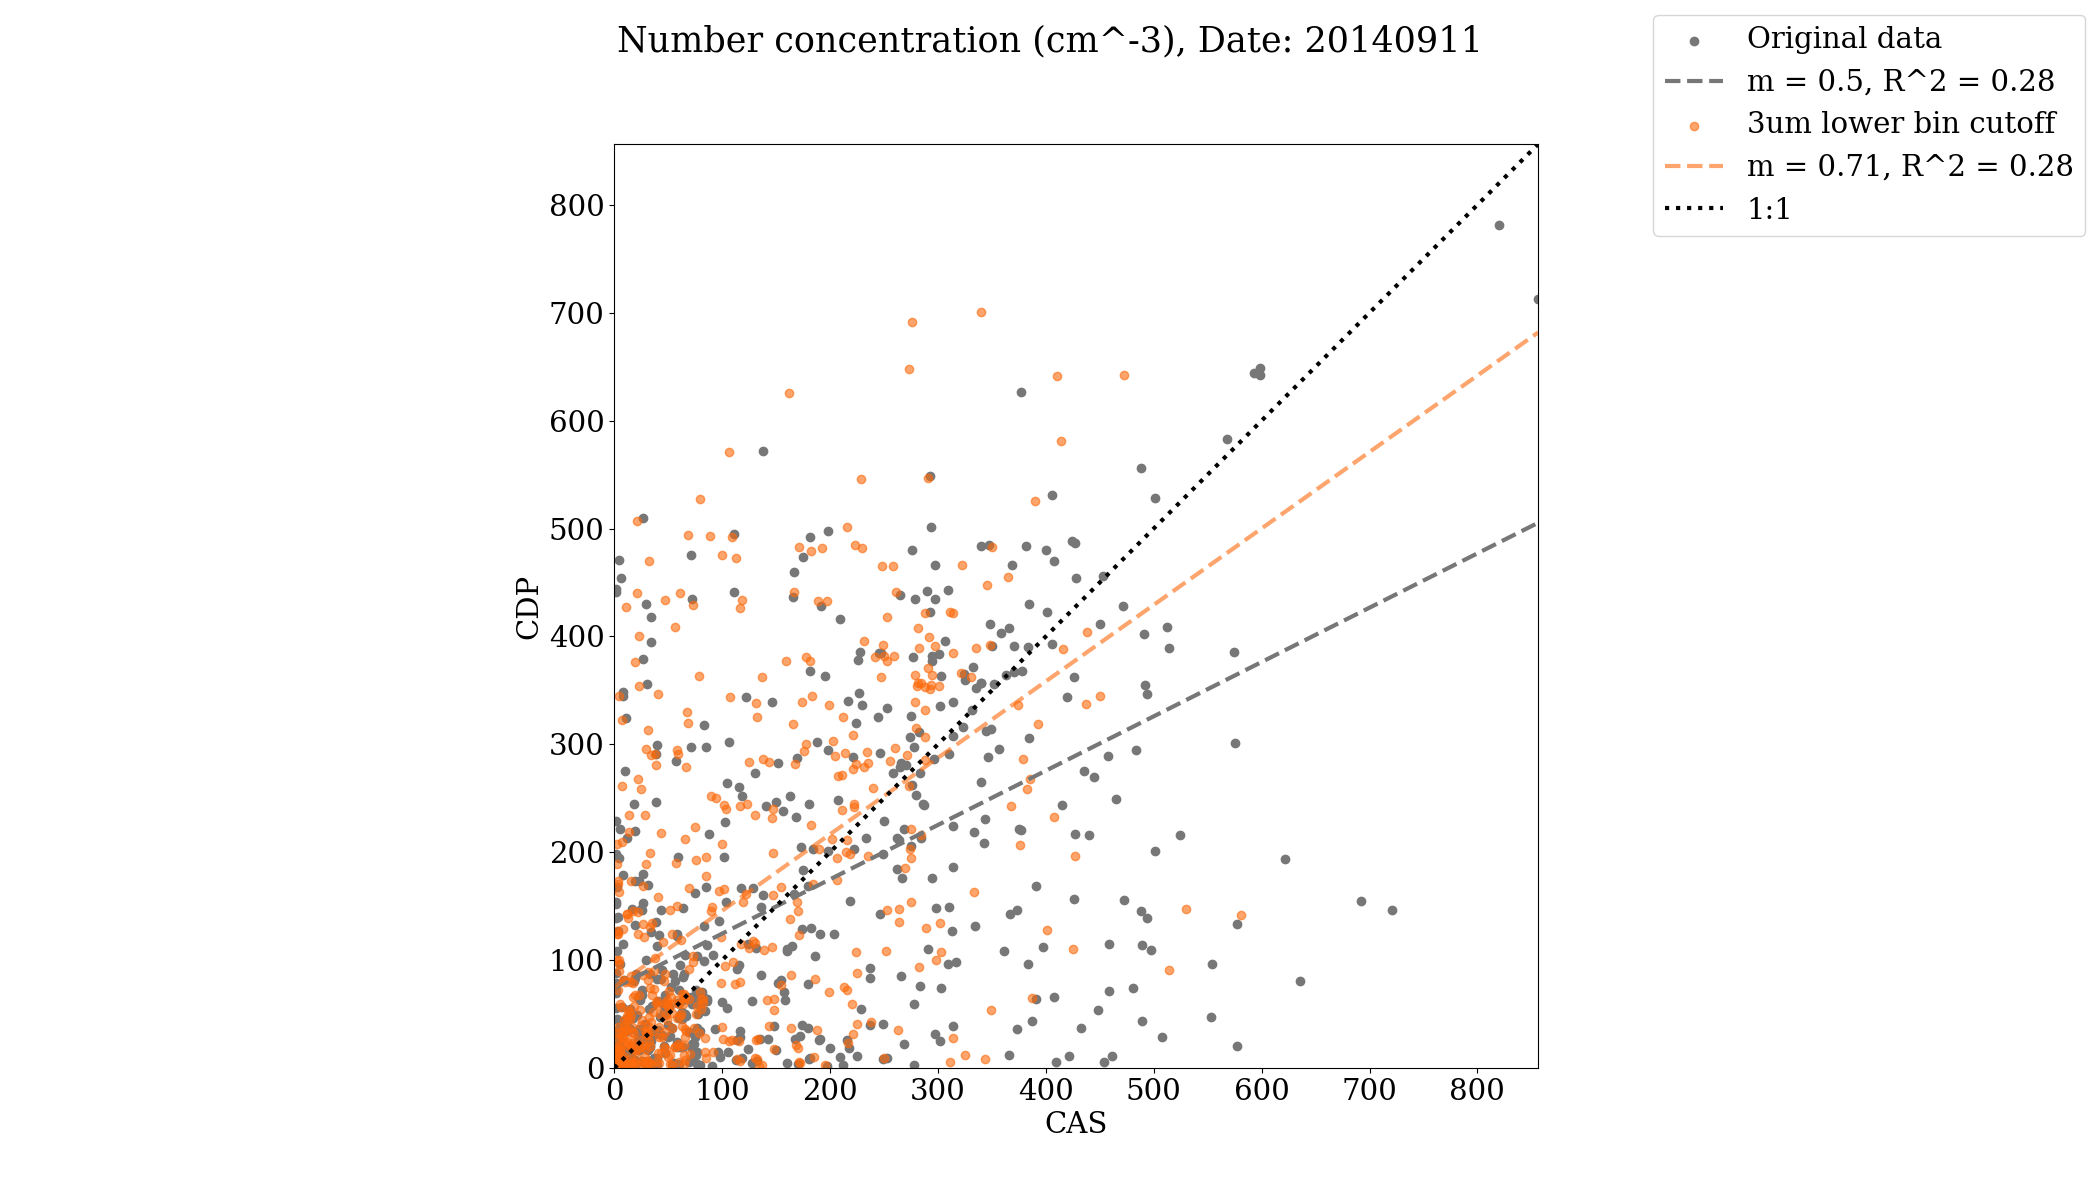 Number concentration (cm^-3), Date: 20140911
Original data
m = 0.5, R^2 = 0.28
3um lower bin cutoff
m = 0.71, R^2 = 0.28
1:1
800
700
600
500
400
300
200
100
0
CDP
0 100 200 300 400 500 600 700 800
CAS